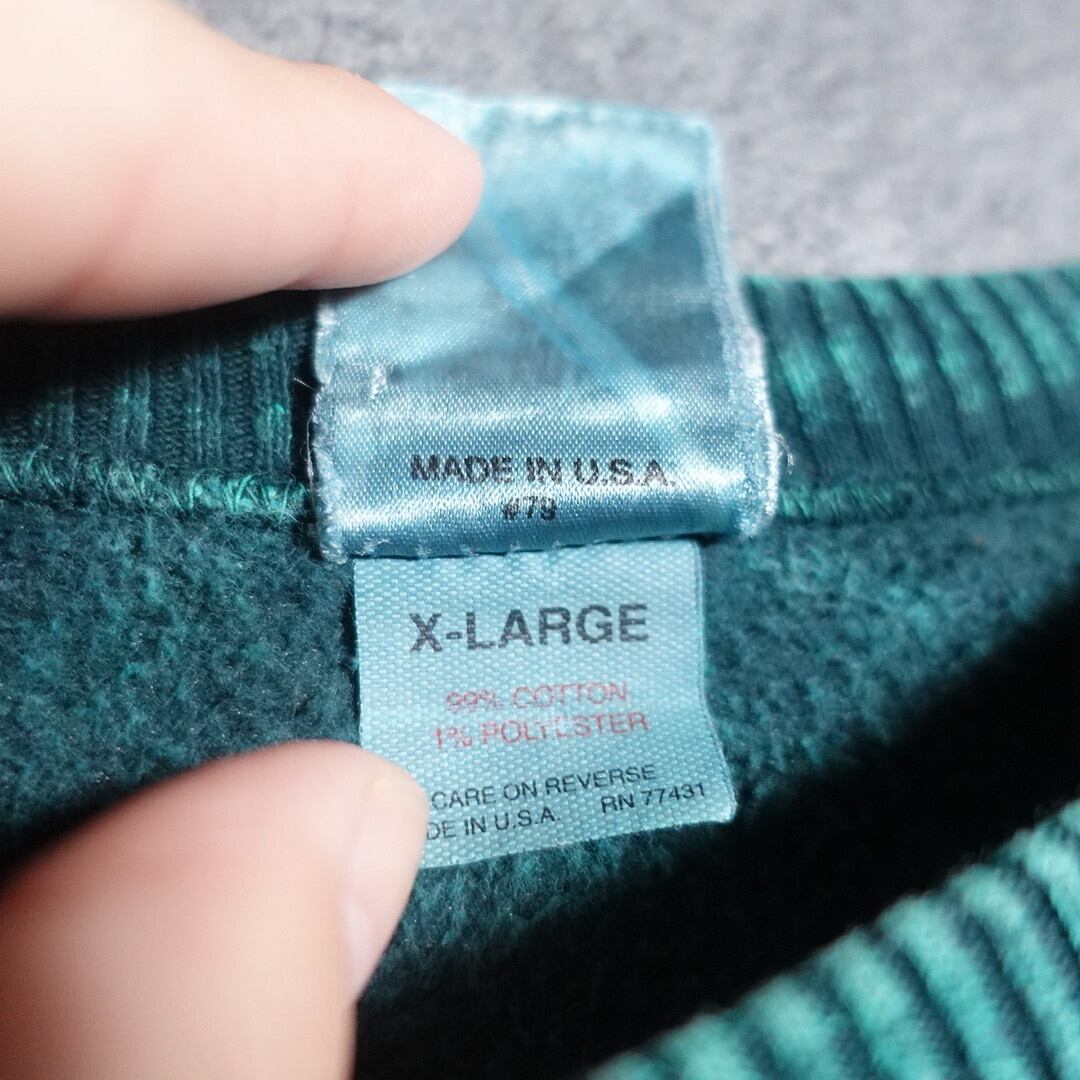 MADE IN U.S.A.
#79
X-LARGE
99% COTTON
1% POLYESTER
CARE ON REVERSE
DE IN U.S.A. RN 77431